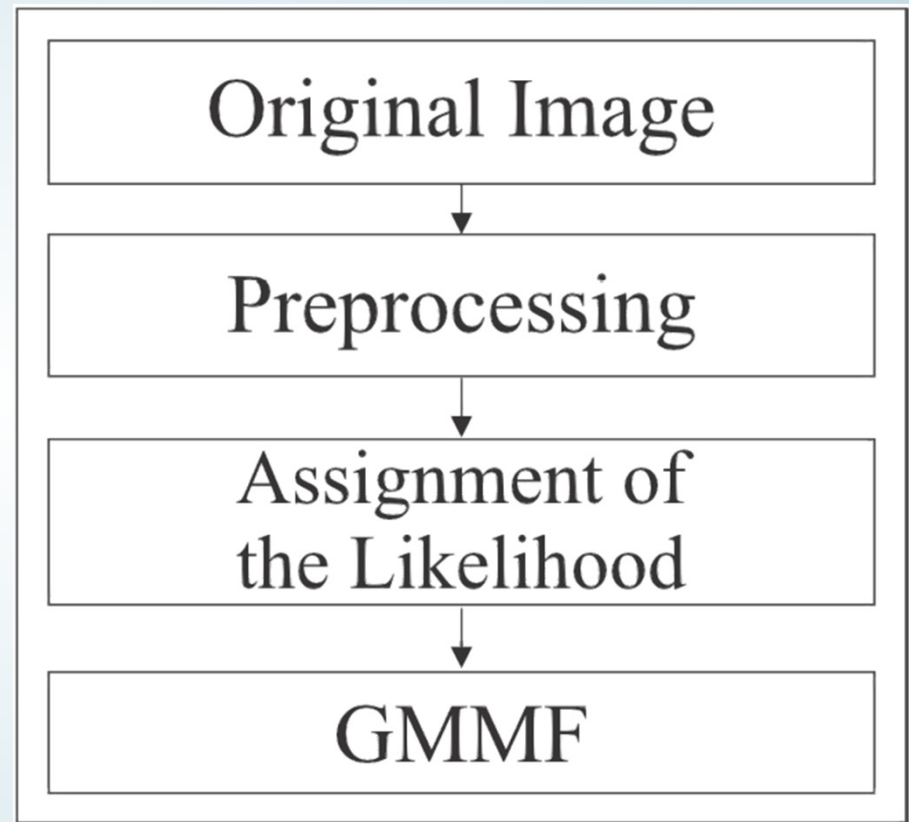 Original Image
Preprocessing
Assignment of
the Likelihood
GMMF